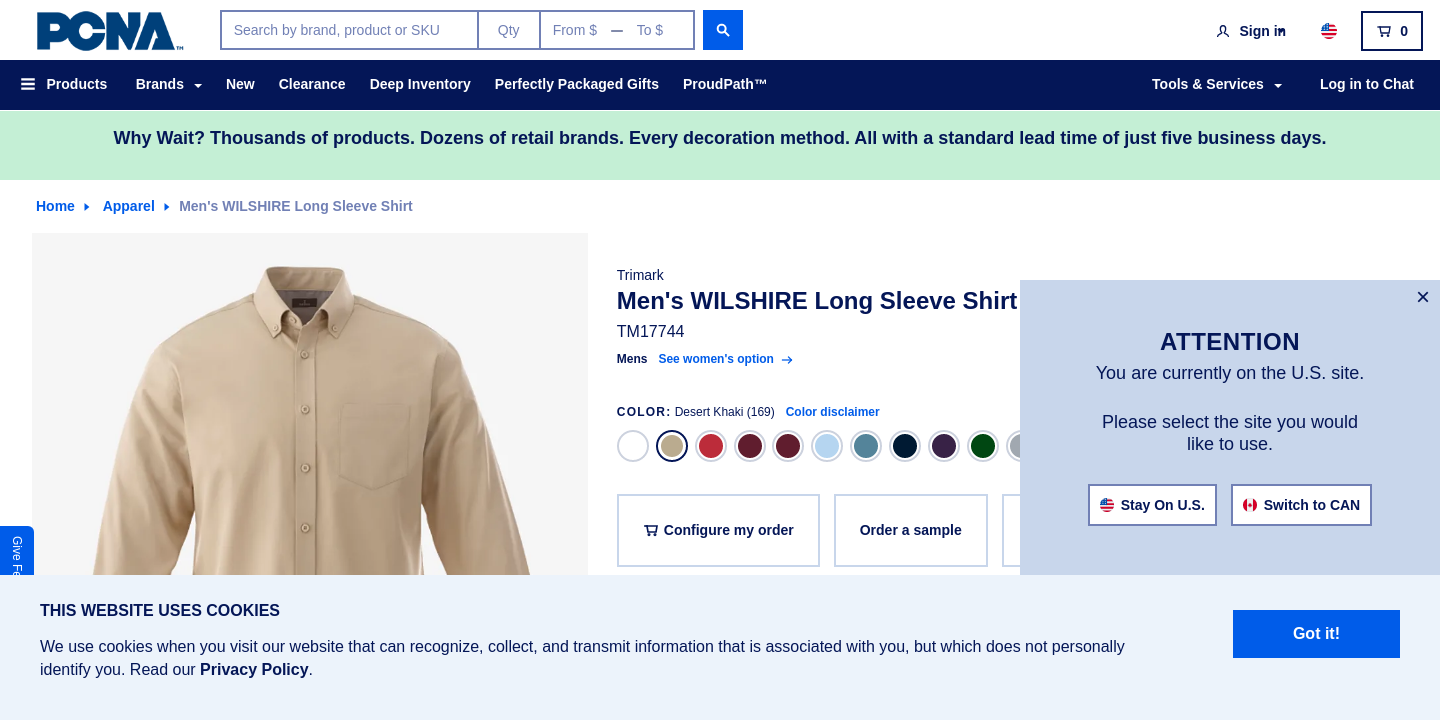 PCNA™
Search by brand, product or SKU
Qty
From $ — To $
Sign in
0
Products
Brands
New
Clearance
Deep Inventory
Perfectly Packaged Gifts
ProudPath™
Tools & Services
Log in to Chat
Why Wait? Thousands of products. Dozens of retail brands. Every decoration method. All with a standard lead time of just five business days.
Home
Apparel
Men's WILSHIRE Long Sleeve Shirt
Trimark
Men's WILSHIRE Long Sleeve Shirt
TM17744
Mens See women's option
COLOR: Desert Khaki (169) Color disclaimer
Configure my order
Order a sample
×
ATTENTION
You are currently on the U.S. site.
Please select the site you would
like to use.
Stay On U.S.
Switch to CAN
Give
THIS WEBSITE USES COOKIES
We use cookies when you visit our website that can recognize, collect, and transmit information that is associated with you, but which does not personally
identify you. Read our Privacy Policy.
Got it!